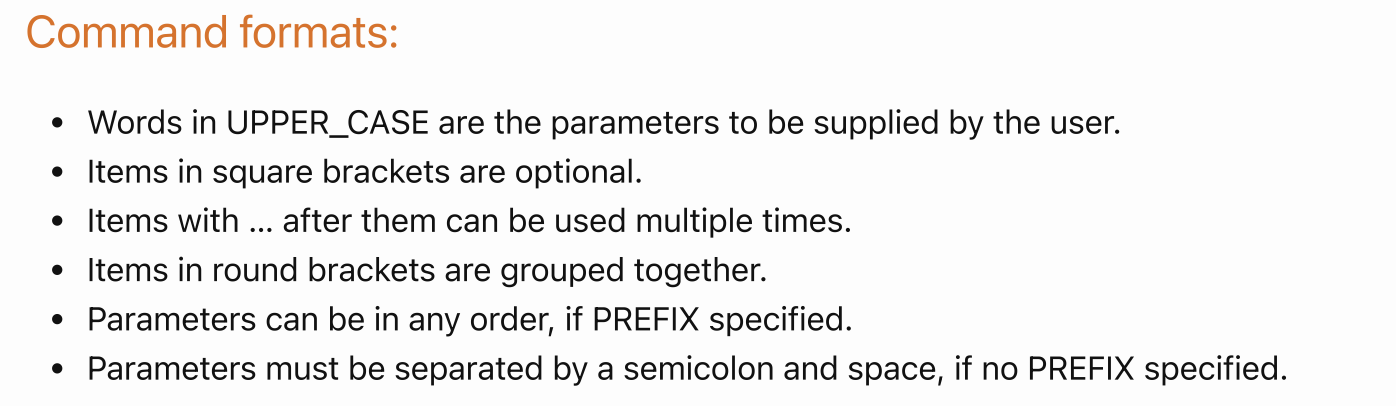 Command formats:
• Words in UPPER_CASE are the parameters to be supplied by the user.
• Items in square brackets are optional.
• Items with ... after them can be used multiple times.
• Items in round brackets are grouped together.
• Parameters can be in any order, if PREFIX specified.
• Parameters must be separated by a semicolon and space, if no PREFIX specified.